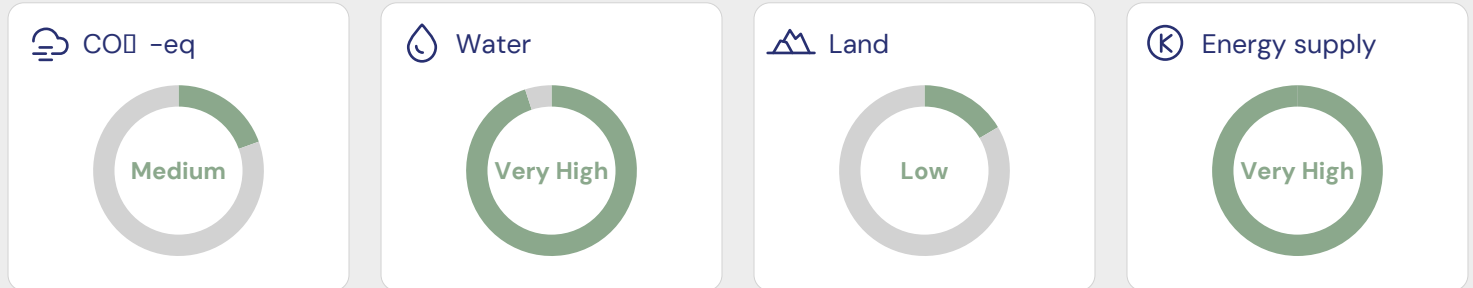 CO▯ -eq
Medium
Water
Very High
Land
Low
Energy supply
Very High